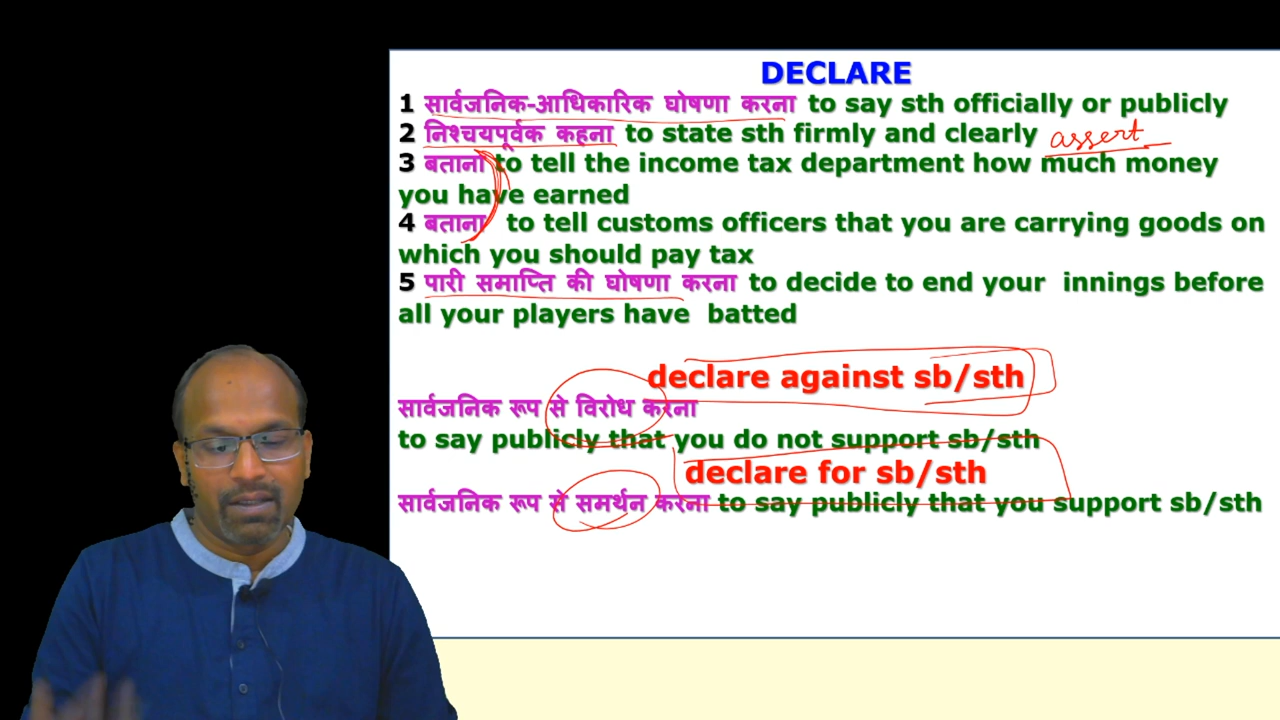 DECLARE
1 सार्वजनिक-आधिकारिक घोषणा करना to say sth officially or publicly
2 निश्चयपूर्वक कहना to state sth firmly and clearly assert
3 बताना to tell the income tax department how much money
you have earned
4 बताना to tell customs officers that you are carrying goods on
which you should pay tax
5 पारी समाप्ति की घोषणा करना to decide to end your innings before
all your players have batted
declare against sb/sth
सार्वजनिक रूप से विरोध करना
to say publicly that you do not support sb/sth
declare for sb/sth
सार्वजनिक रूप से समर्थन करना to say publicly that you support sb/sth